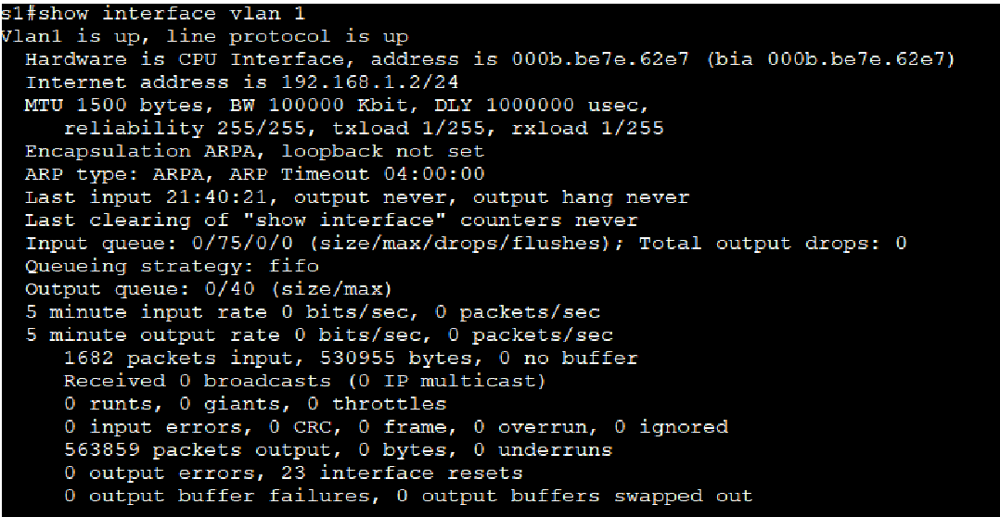 s1#show interface vlan 1
Vlan1 is up, line protocol is up
  Hardware is CPU Interface, address is 000b.be7e.62e7 (bia 000b.be7e.62e7)
  Internet address is 192.168.1.2/24
  MTU 1500 bytes, BW 100000 Kbit, DLY 1000000 usec,
     reliability 255/255, txload 1/255, rxload 1/255
  Encapsulation ARPA, loopback not set
  ARP type: ARPA, ARP Timeout 04:00:00
  Last input 21:40:21, output never, output hang never
  Last clearing of "show interface" counters never
  Input queue: 0/75/0/0 (size/max/drops/flushes); Total output drops: 0
  Queueing strategy: fifo
  Output queue: 0/40 (size/max)
  5 minute input rate 0 bits/sec, 0 packets/sec
  5 minute output rate 0 bits/sec, 0 packets/sec
     1682 packets input, 530955 bytes, 0 no buffer
     Received 0 broadcasts (0 IP multicast)
     0 runts, 0 giants, 0 throttles
     0 input errors, 0 CRC, 0 frame, 0 overrun, 0 ignored
     563859 packets output, 0 bytes, 0 underruns
     0 output errors, 23 interface resets
     0 output buffer failures, 0 output buffers swapped out